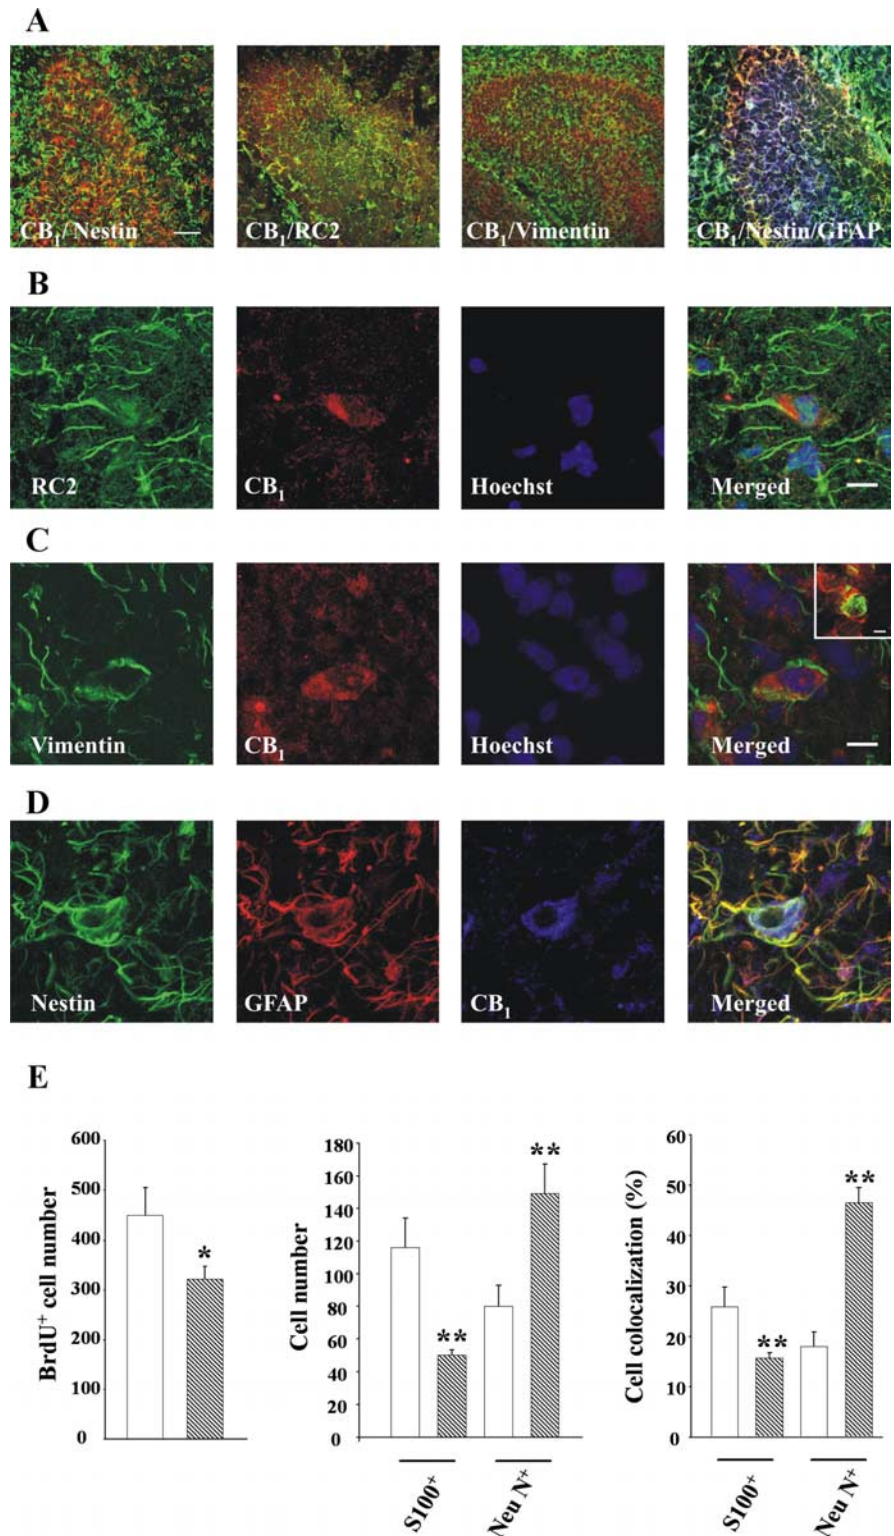 A
CB₁/Nestin
CB₁/RC2
CB₁/Vimentin
CB₁/Nestin/GFAP
B
RC2
CB₁
Hoechst
Merged
C
Vimentin
CB₁
Hoechst
Merged
D
Nestin
GFAP
CB₁
Merged
E
BrdU⁺ cell number
600
500
400
300
200
100
0
*
Cell number
180
160
140
120
100
80
60
40
20
0
**
**
S100⁺
Neu N⁺
Cell colocalization (%)
60
50
40
30
20
10
0
**
**
S100⁺
Neu N⁺